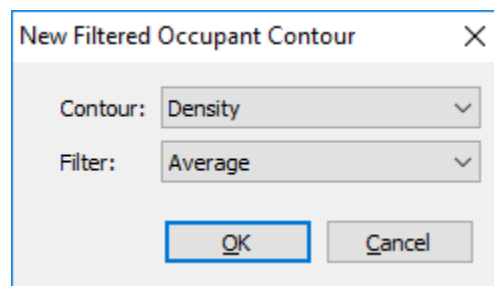 New Filtered Occupant Contour
Contour: Density
Filter: Average
OK Cancel